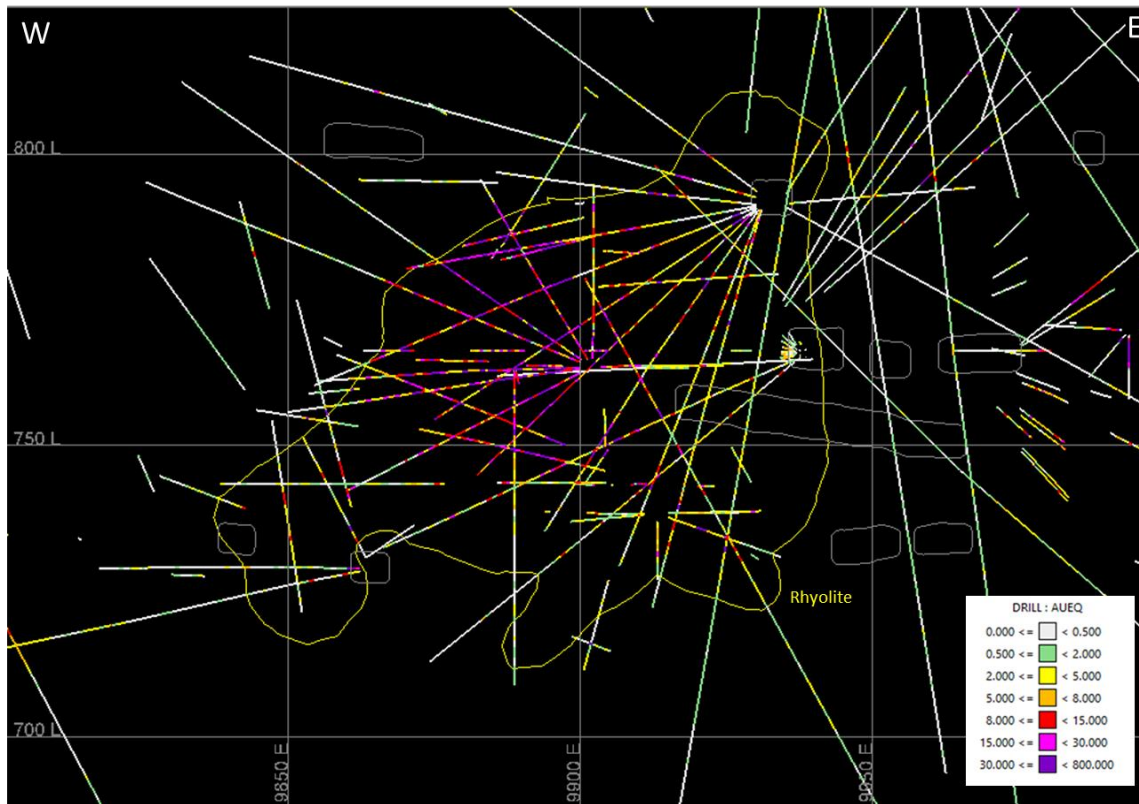 W
E
800 L
750 L
Rhyolite
700 L
9850 E
9900 E
9950 E
DRILL : AUEQ
0.000 <= < 0.500
0.500 <= < 2.000
2.000 <= < 5.000
5.000 <= < 8.000
8.000 <= < 15.000
15.000 <= < 30.000
30.000 <= < 800.000